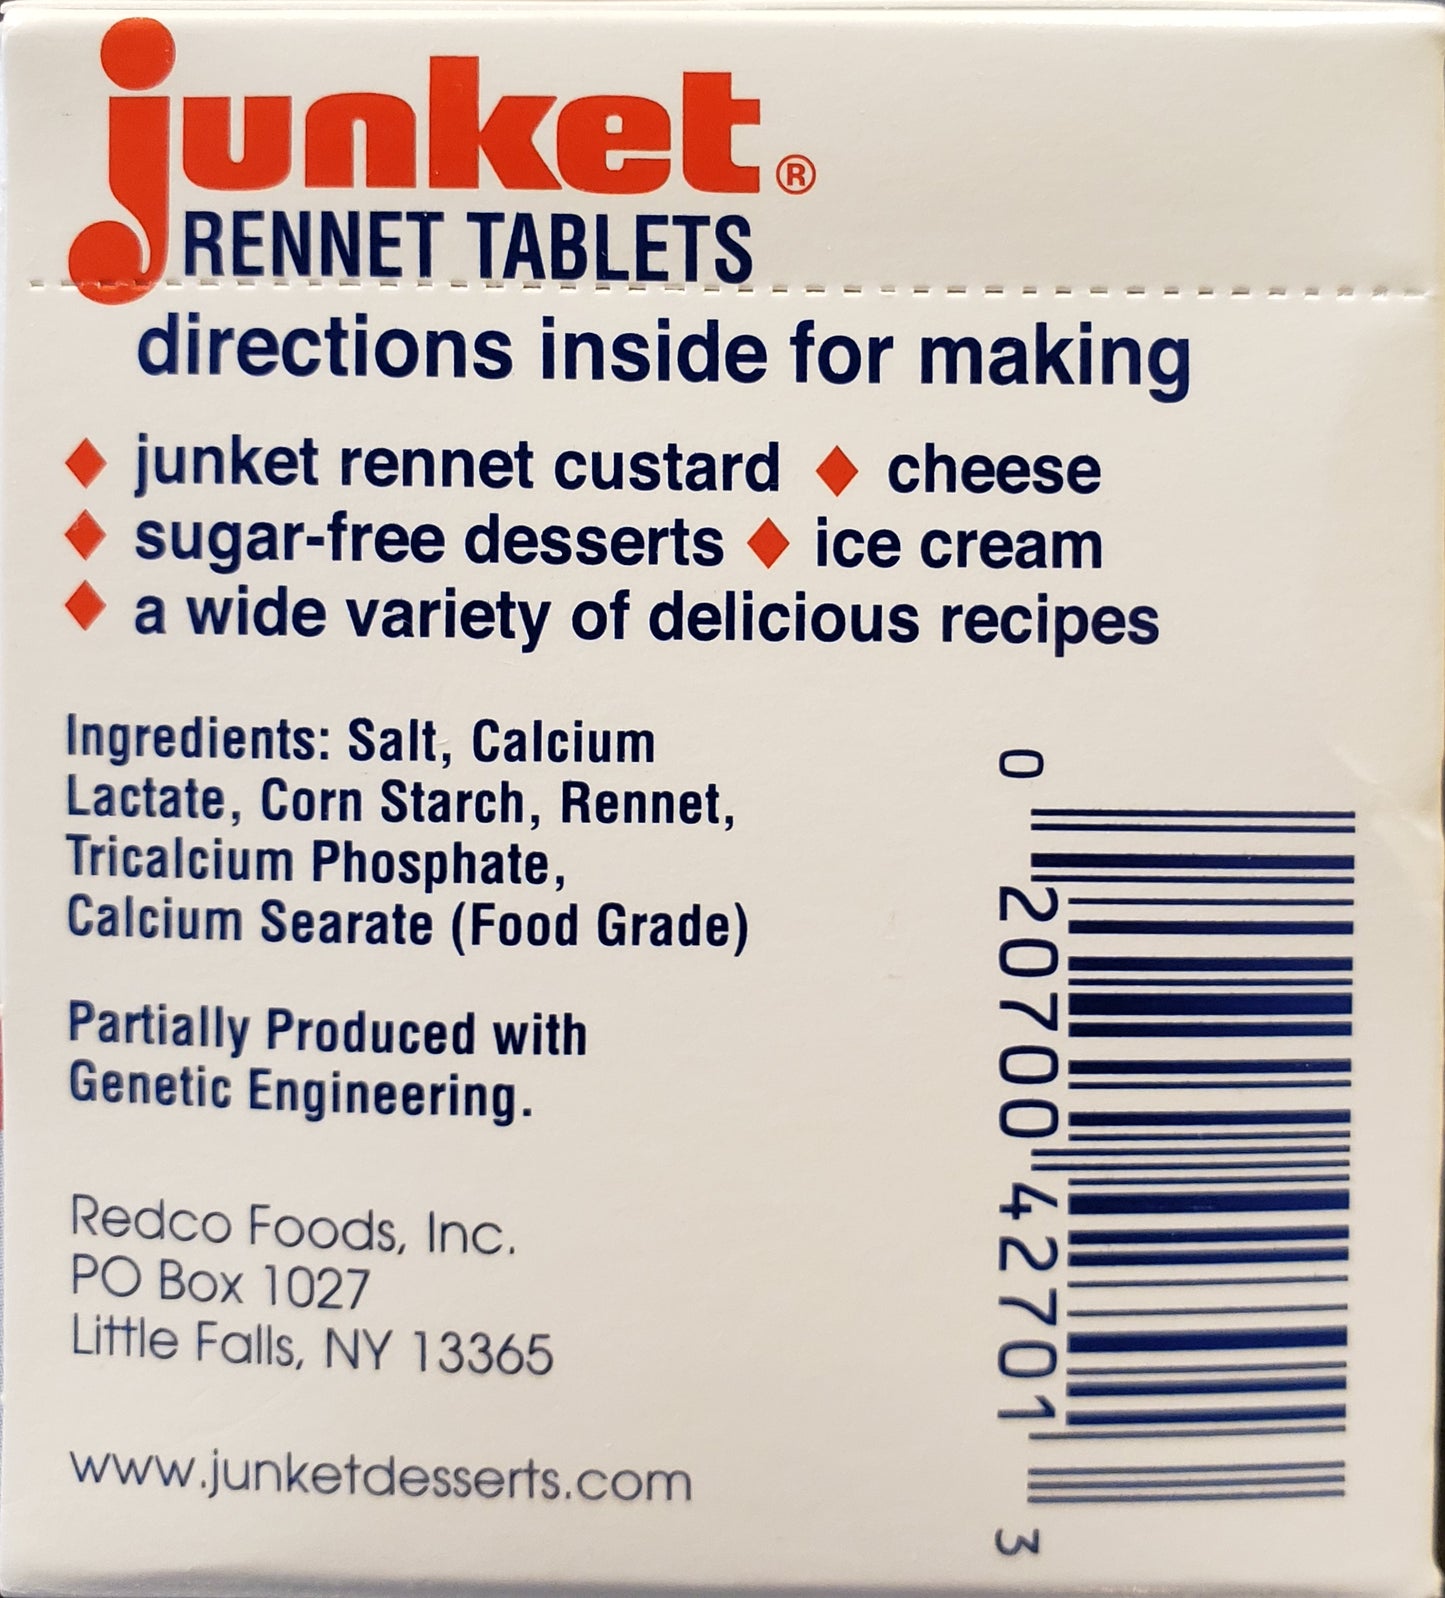 junket®
RENNET TABLETS
directions inside for making
♦ junket rennet custard ♦ cheese
♦ sugar-free desserts ♦ ice cream
♦ a wide variety of delicious recipes
Ingredients: Salt, Calcium
Lactate, Corn Starch, Rennet,
Tricalcium Phosphate,
Calcium Searate (Food Grade)
Partially Produced with
Genetic Engineering.
Redco Foods, Inc.
PO Box 1027
Little Falls, NY 13365
www.junketdesserts.com
0 20700 42701 3